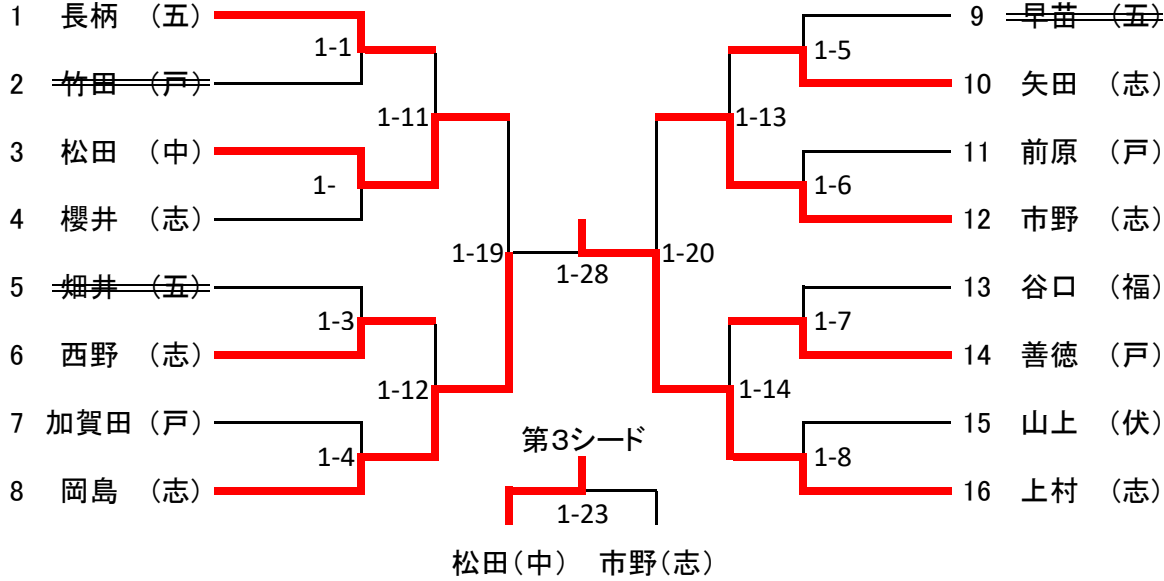 1 長柄 （五）
1-1
2 竹田 （戸）
1-11
3 松田 （中）
1-
4 櫻井 （志）
1-19
5 畑井 （五）
1-3
6 西野 （志）
1-12
7 加賀田 （戸）
1-4
8 岡島 （志）
1-28
第3シード
1-23
松田（中） 市野（志）
9 早苗 （五）
1-5
10 矢田 （志）
1-13
11 前原 （戸）
1-6
12 市野 （志）
1-20
13 谷口 （福）
1-7
14 善徳 （戸）
1-14
15 山上 （伏）
1-8
16 上村 （志）